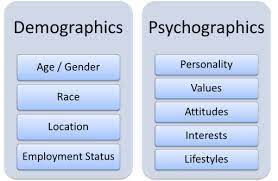 Demographics
Age / Gender
Race
Location
Employment Status
Psychographics
Personality
Values
Attitudes
Interests
Lifestyles